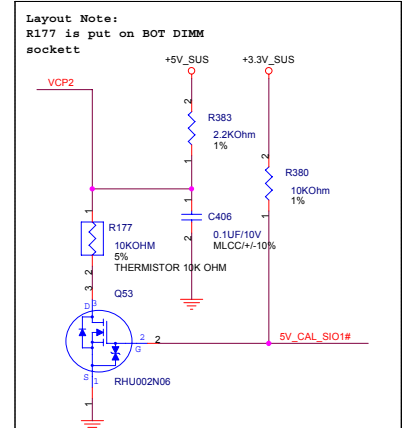 Layout Note:
R177 is put on BOT DIMM
sockett
+5V_SUS
+3.3V_SUS
VCP2
2
R383
2.2KOhm
1%
1
2
R380
10KOhm
1%
1
1
C406
0.1UF/10V
MLCC/+/-10%
2
1
R177
10KOHM
5%
THERMISTOR 10K OHM
2
3
Q53
D
3
2
G
2
5V_CAL_SIO1#
S
1
RHU002N06
1